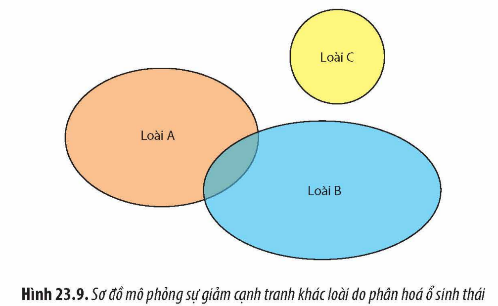 Loài C
Loài A
Loài B
Hình 23.9. Sơ đồ mô phỏng sự giảm cạnh tranh khác loài do phân hoá ổ sinh thái